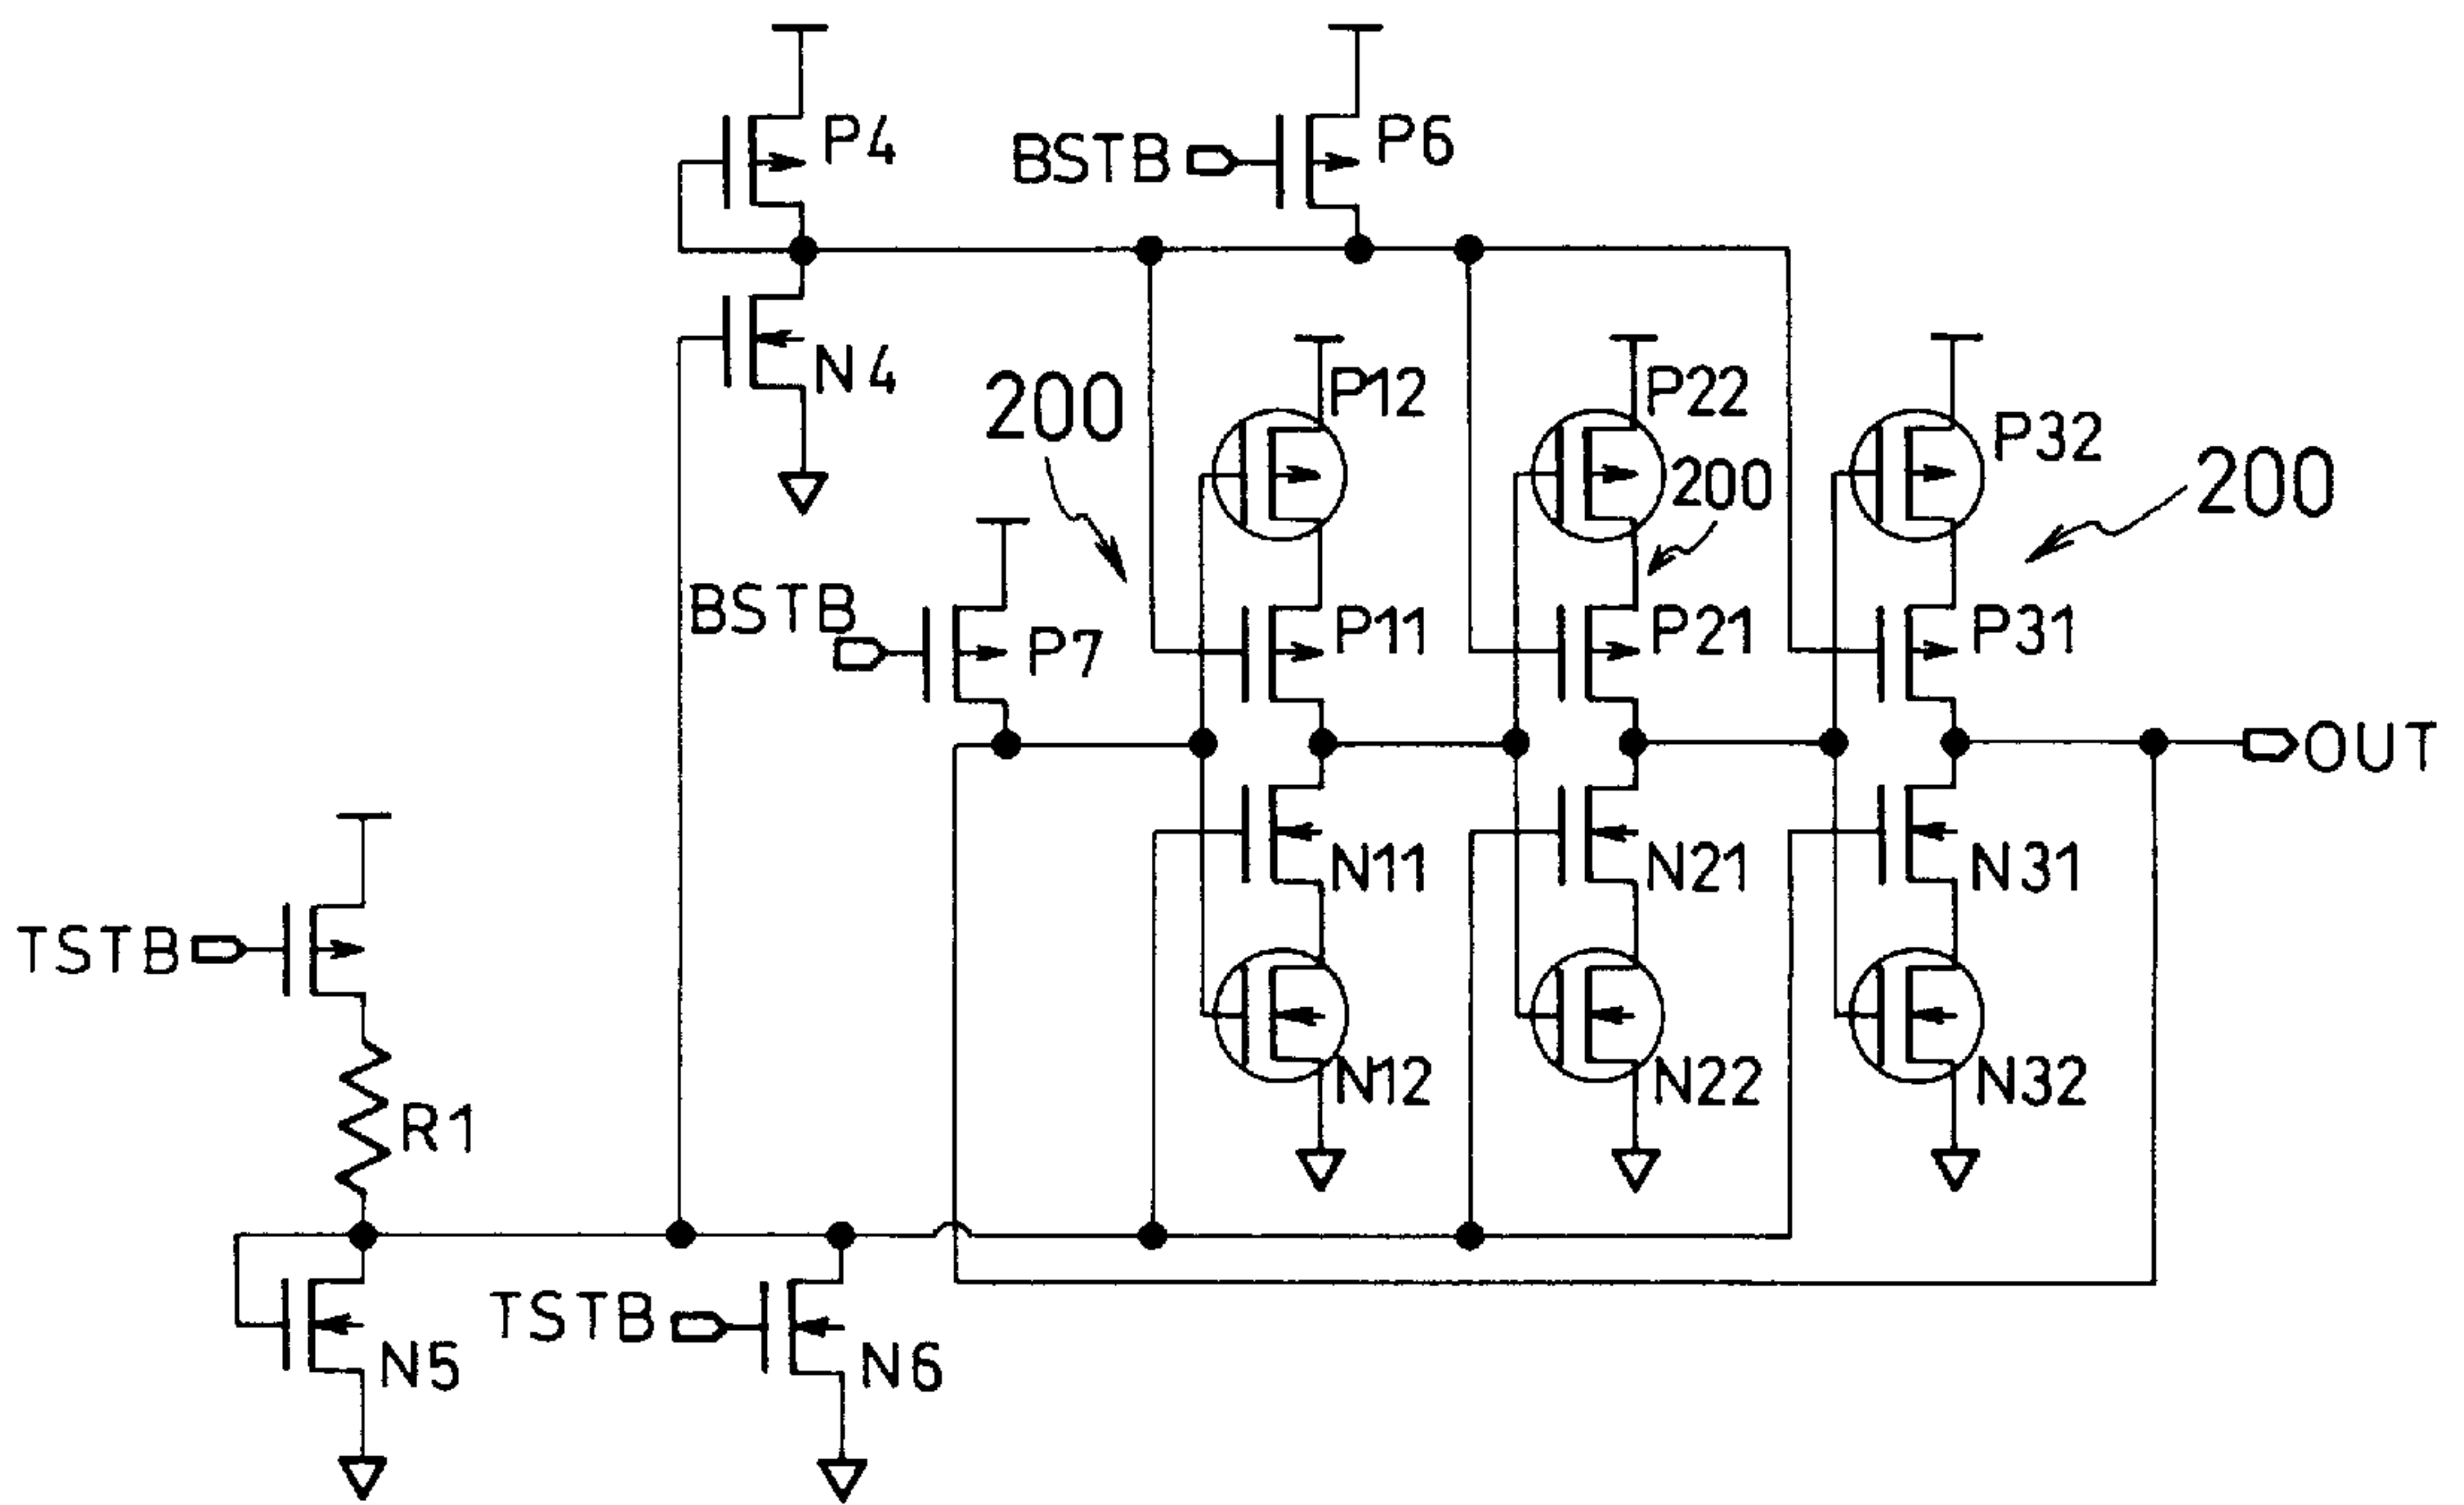 P4
BSTB
P6
N4
200
P12
P22
P32
200
200
BSTB
P7
P11
P21
P31
OUT
N11
N21
N31
TSTB
R1
N12
N22
N32
TSTB
N5
N6